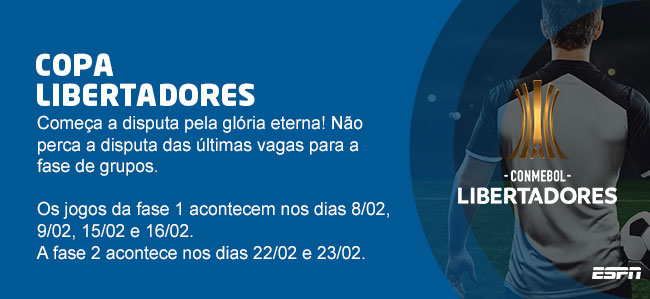 COPA
LIBERTADORES
Começa a disputa pela glória eterna! Não
perca a disputa das últimas vagas para a
fase de grupos.
Os jogos da fase 1 acontecem nos dias 8/02,
9/02, 15/02 e 16/02.
A fase 2 acontece nos dias 22/02 e 23/02.
-CONMEBOL-
LIBERTADORES
ESPN